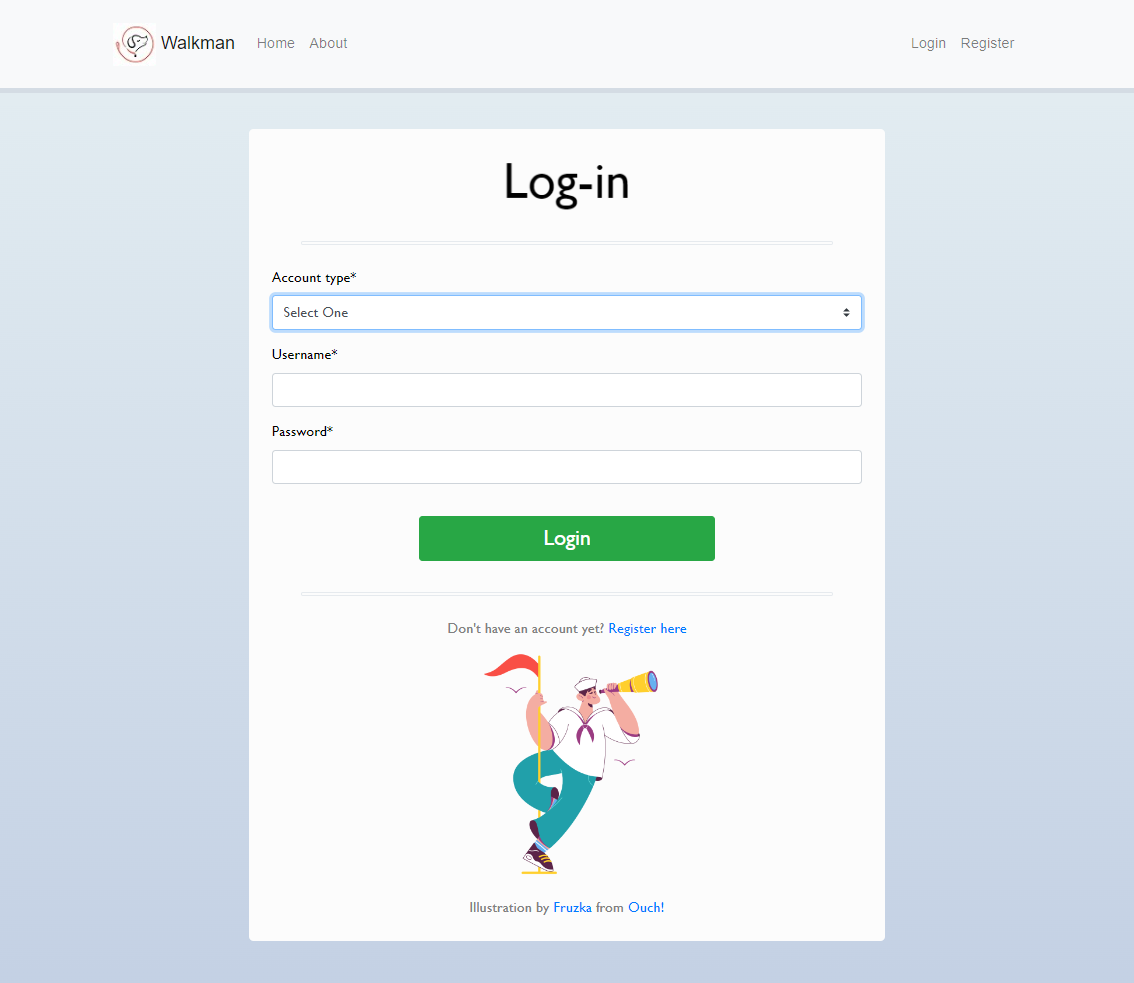 Walkman Home About Login Register
Log-in
Account type*
Select One
Username*
Password*
Login
Don't have an account yet? Register here
Illustration by Fruzka from Ouch!